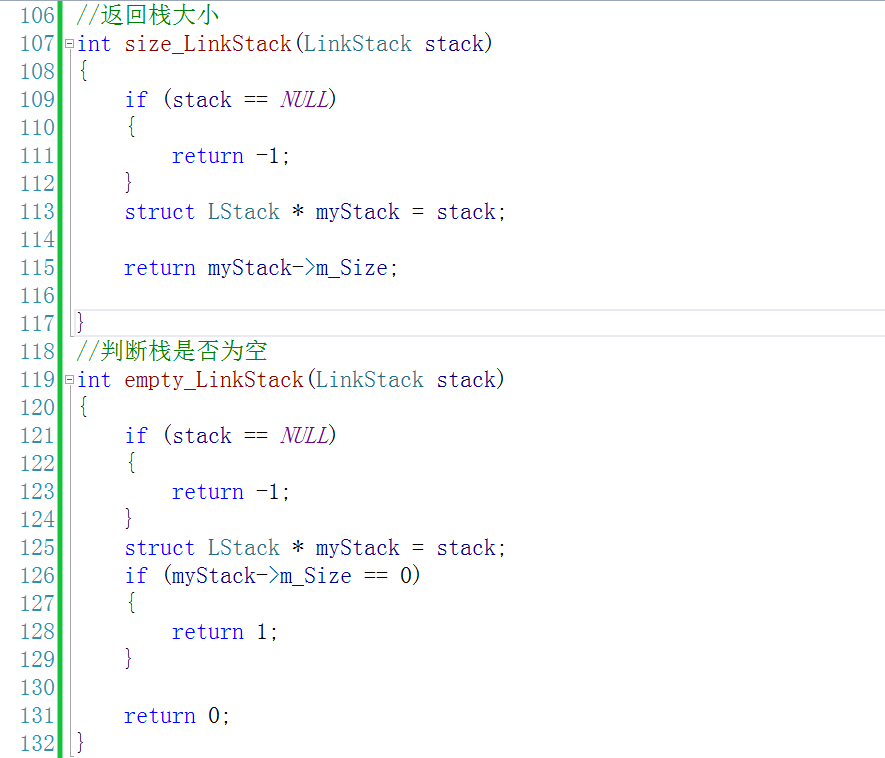 106 //返回栈大小
107 int size_LinkStack(LinkStack stack)
108 {
109     if (stack == NULL)
110     {
111         return -1;
112     }
113     struct LStack * myStack = stack;
114
115     return myStack->m_Size;
116
117 }
118 //判断栈是否为空
119 int empty_LinkStack(LinkStack stack)
120 {
121     if (stack == NULL)
122     {
123         return -1;
124     }
125     struct LStack * myStack = stack;
126     if (myStack->m_Size == 0)
127     {
128         return 1;
129     }
130
131     return 0;
132 }